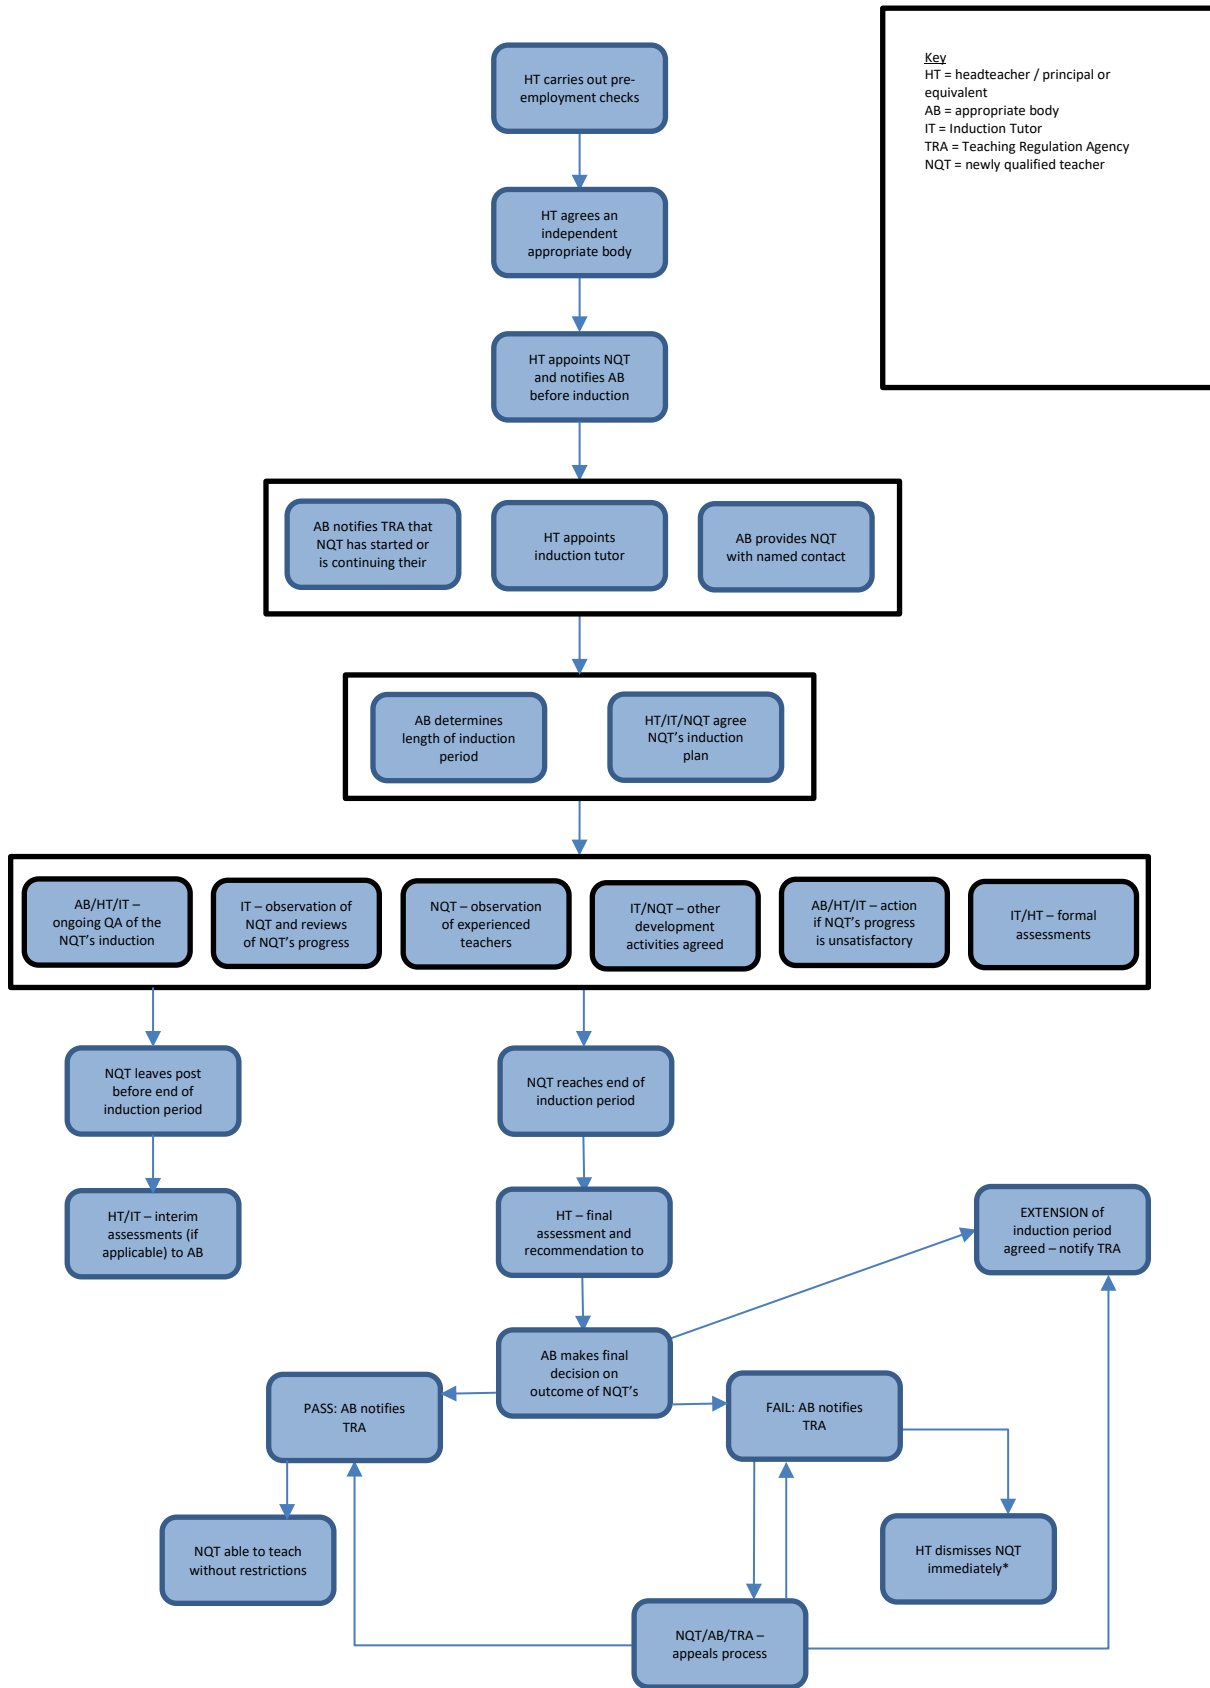 HT carries out pre-
employment checks
Key
HT = headteacher / principal or
equivalent
AB = appropriate body
IT = Induction Tutor
TRA = Teaching Regulation Agency
NQT = newly qualified teacher
HT agrees an
independent
appropriate body
HT appoints NQT
and notifies AB
before induction
AB notifies TRA that
NQT has started or
is continuing their
HT appoints
induction tutor
AB provides NQT
with named contact
AB determines
length of induction
period
HT/IT/NQT agree
NQT’s induction
plan
AB/HT/IT –
ongoing QA of the
NQT’s induction
IT – observation of
NQT and reviews
of NQT’s progress
NQT – observation
of experienced
teachers
IT/NQT – other
development
activities agreed
AB/HT/IT – action
if NQT’s progress
is unsatisfactory
IT/HT – formal
assessments
NQT leaves post
before end of
induction period
NQT reaches end of
induction period
HT/IT – interim
assessments (if
applicable) to AB
HT – final
assessment and
recommendation to
EXTENSION of
induction period
agreed – notify TRA
AB makes final
decision on
outcome of NQT’s
PASS: AB notifies
TRA
FAIL: AB notifies
TRA
NQT able to teach
without restrictions
HT dismisses NQT
immediately*
NQT/AB/TRA –
appeals process